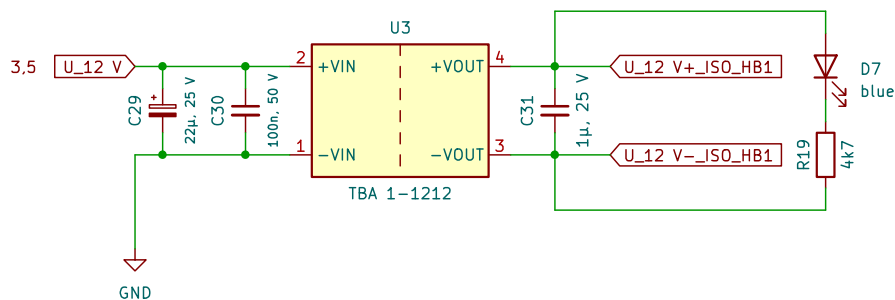 U3
3,5
U_12 V
2
+VIN
+VOUT
4
U_12 V+_ISO_HB1
D7
blue
C29
+
22µ, 25 V
C30
100n, 50 V
C31
1µ, 25 V
R19
4k7
1
-VIN
-VOUT
3
U_12 V-_ISO_HB1
TBA 1-1212
GND